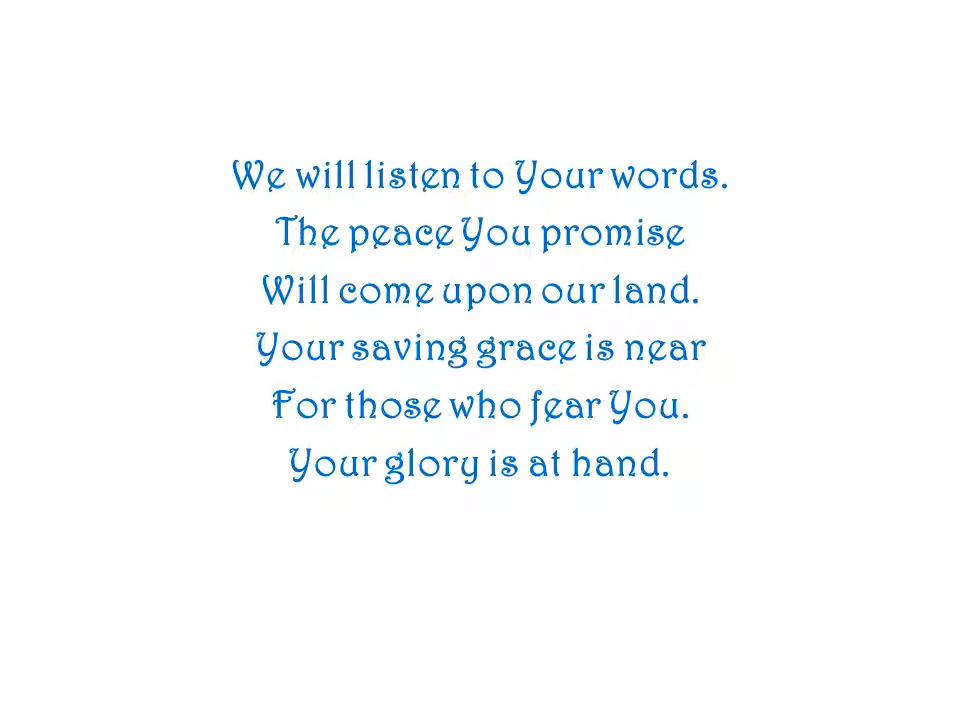 We will listen to Your words.
The peace You promise
Will come upon our land.
Your saving grace is near
For those who fear You.
Your glory is at hand.